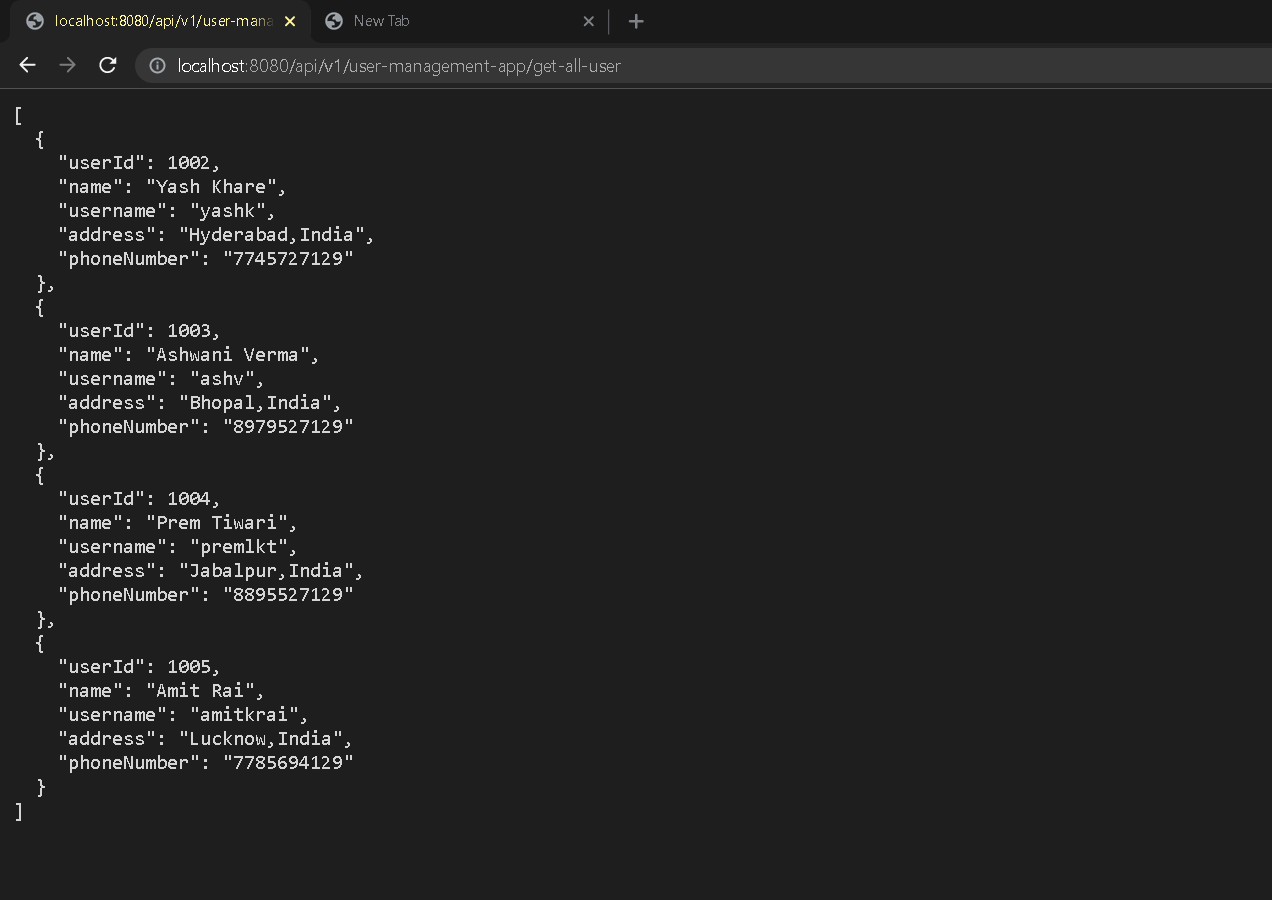 localhost:8080/api/v1/user-mana
New Tab
localhost:8080/api/v1/user-management-app/get-all-user
[
  {
    "userId": 1002,
    "name": "Yash Khare",
    "username": "yashk",
    "address": "Hyderabad,India",
    "phoneNumber": "7745727129"
  },
  {
    "userId": 1003,
    "name": "Ashwani Verma",
    "username": "ashv",
    "address": "Bhopal,India",
    "phoneNumber": "8979527129"
  },
  {
    "userId": 1004,
    "name": "Prem Tiwari",
    "username": "premlkt",
    "address": "Jabalpur,India",
    "phoneNumber": "8895527129"
  },
  {
    "userId": 1005,
    "name": "Amit Rai",
    "username": "amitkrai",
    "address": "Lucknow,India",
    "phoneNumber": "7785694129"
  }
]